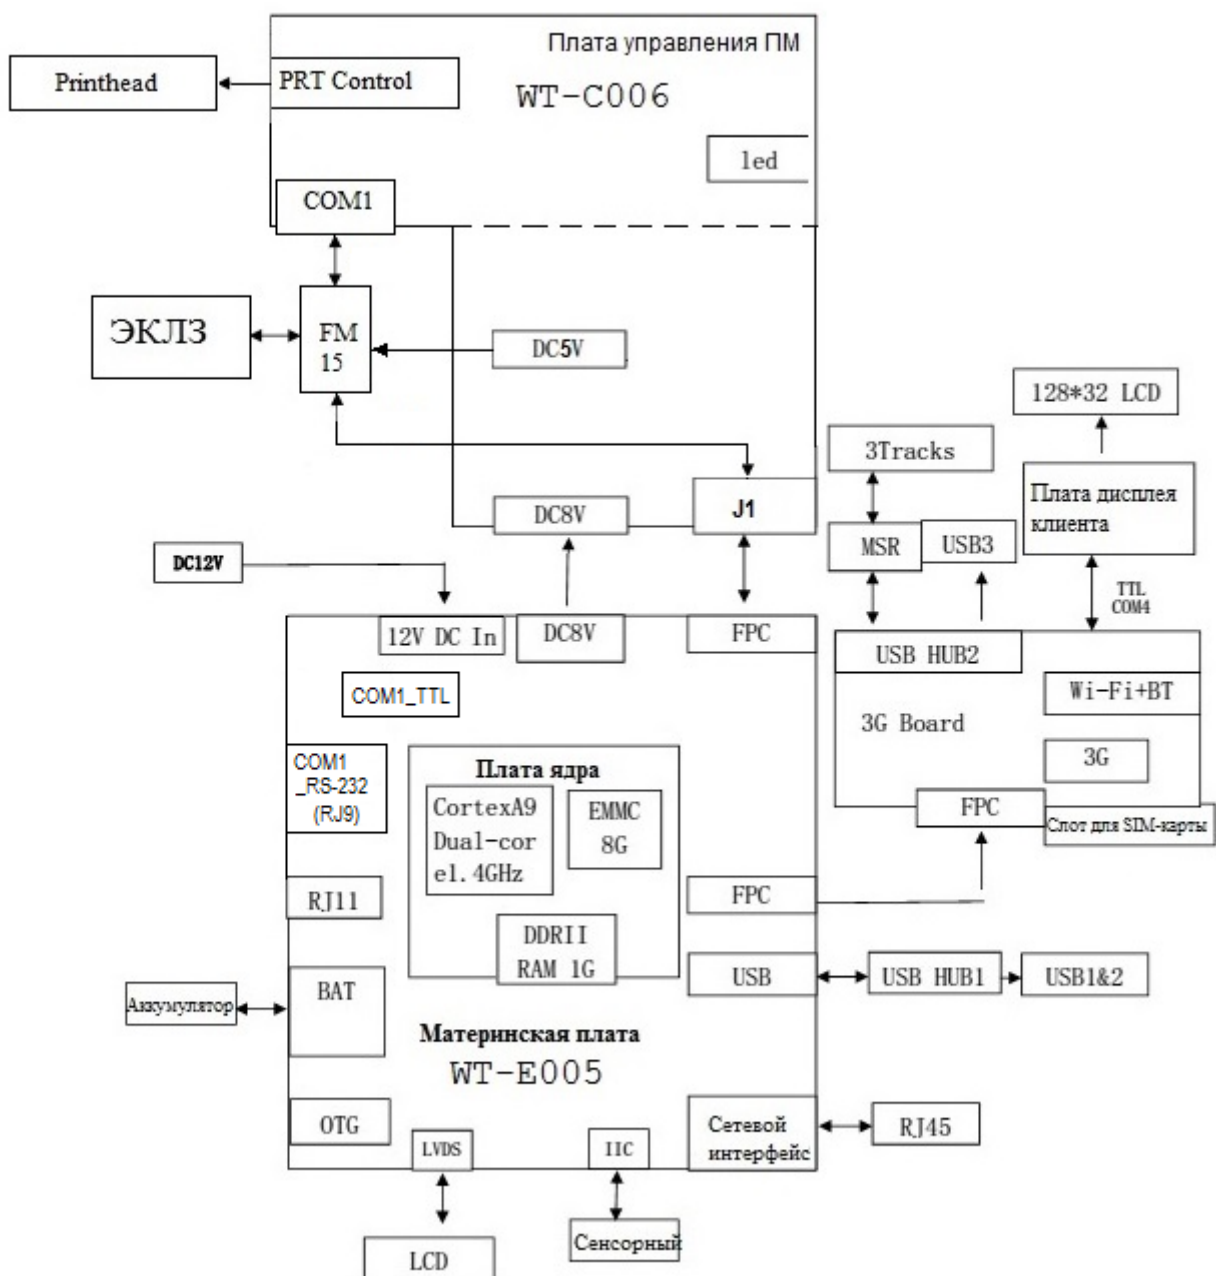 Плата управления ПМ
Printhead
PRT Control
WT-C006
led
COM1
ЭКЛЗ
FM
15
DC5V
128*32 LCD
3Tracks
Плата дисплея
клиента
DC8V
J1
MSR
USB3
DC12V
TTL
COM4
12V DC In
DC8V
FPC
USB HUB2
COM1_TTL
Wi-Fi+BT
3G Board
3G
COM1
_RS-232
(RJ9)
Плата ядра
CortexA9
Dual-cor
e1.4GHz
EMMC
8G
FPC
Слот для SIM-карты
RJ11
FPC
DDRII
RAM 1G
USB
USB HUB1
USB1&2
BAT
Аккумулятор
Материнская плата
WT-E005
OTG
Сетевой
интерфейс
RJ45
LVDS
IIC
LCD
Сенсорный